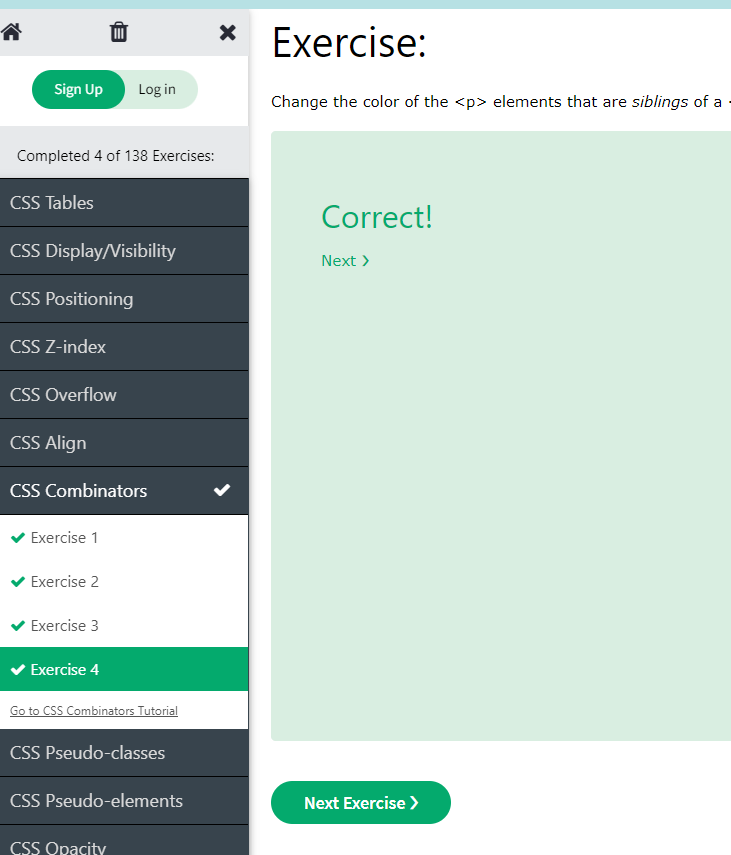 Sign Up
Log in
Completed 4 of 138 Exercises:
CSS Tables
CSS Display/Visibility
CSS Positioning
CSS Z-index
CSS Overflow
CSS Align
CSS Combinators
Exercise 1
Exercise 2
Exercise 3
Exercise 4
Go to CSS Combinators Tutorial
CSS Pseudo-classes
CSS Pseudo-elements
CSS Opacity
Exercise:
Change the color of the <p> elements that are siblings of a <
Correct!
Next ❯
Next Exercise ❯